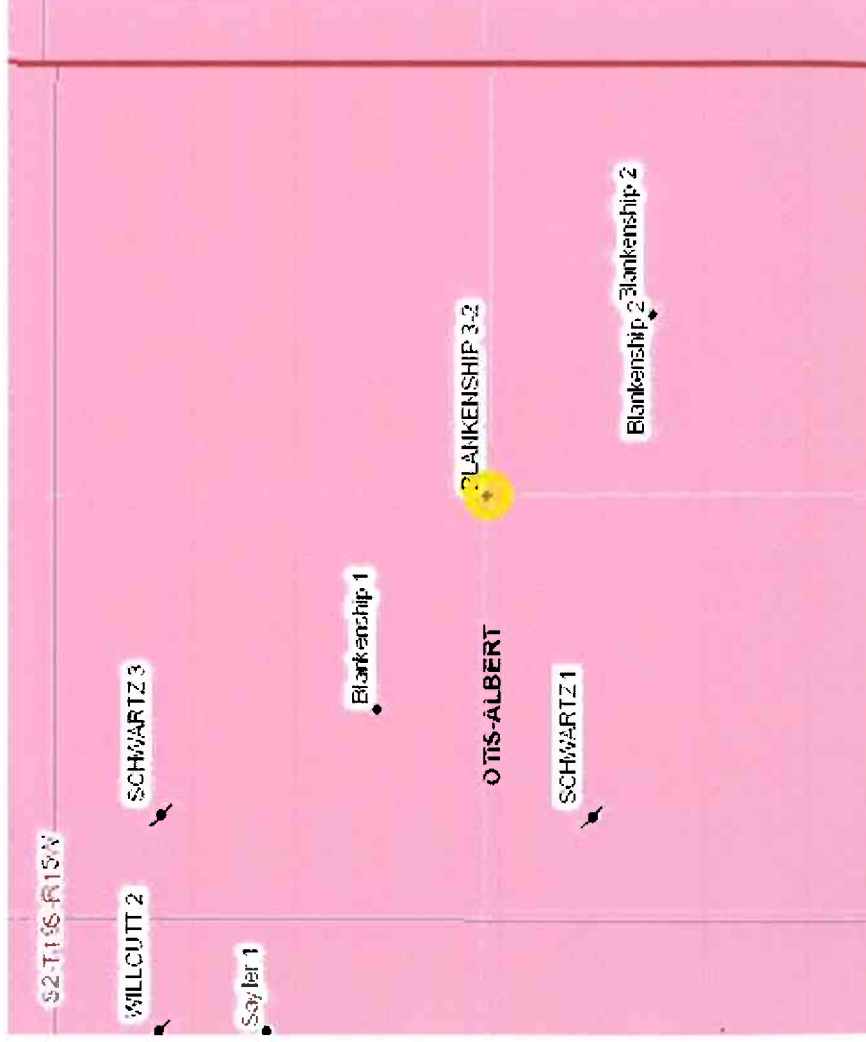 S2-T19S-R15W
WILLCUTT 2
SCHWARTZ 3
Sayler 1
Blankenship 1
BLANKENSHIP 3-2
OTIS-ALBERT
SCHWARTZ 1
Blankenship 2
Blankenship 2